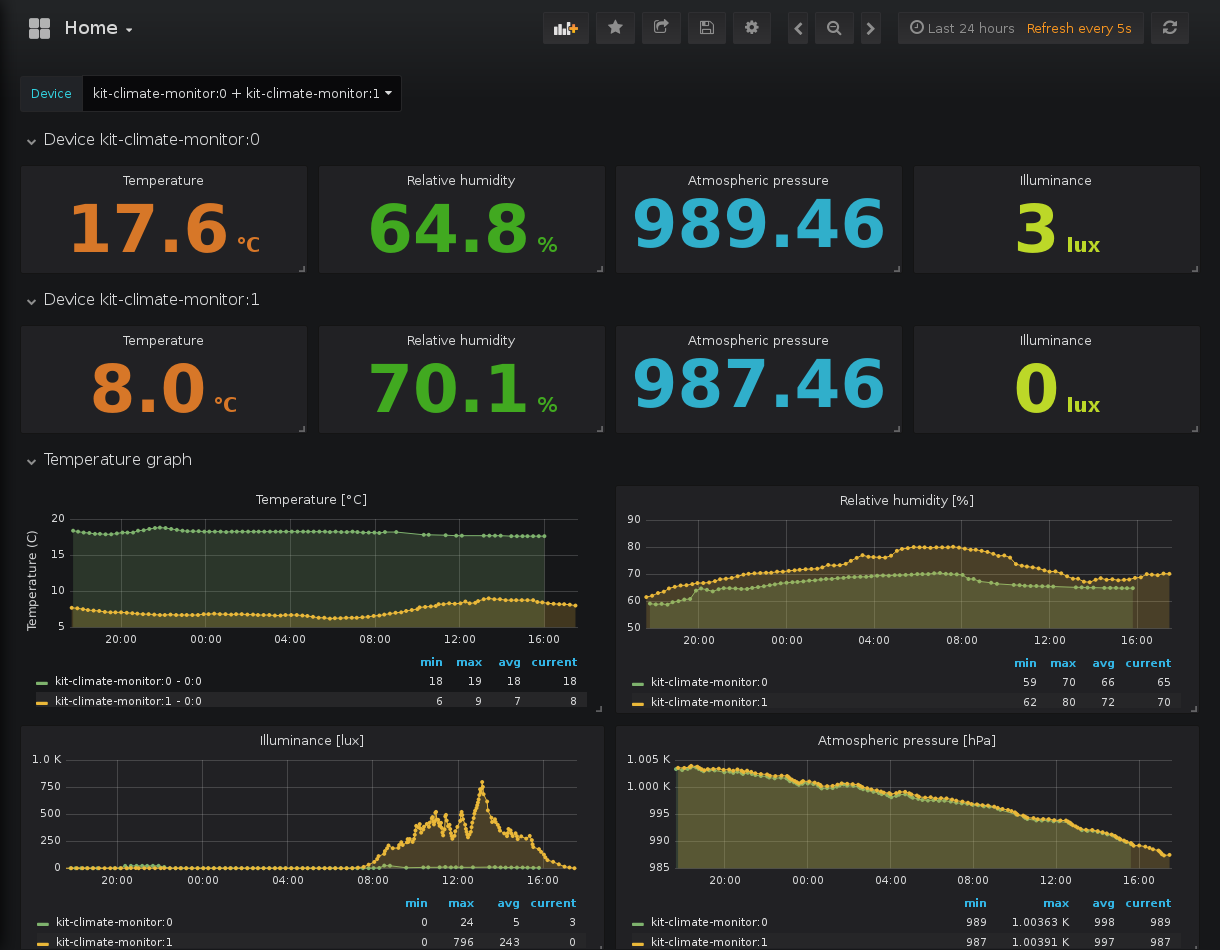 Home
Last 24 hours Refresh every 5s
Device kit-climate-monitor:0 + kit-climate-monitor:1
Device kit-climate-monitor:0
Temperature Relative humidity Atmospheric pressure Illuminance
17.6 °C 64.8 % 989.46 3 lux
Device kit-climate-monitor:1
Temperature Relative humidity Atmospheric pressure Illuminance
8.0 °C 70.1 % 987.46 0 lux
Temperature graph
Temperature [°C]
Temperature (C)
20
15
10
5
20:00 00:00 04:00 08:00 12:00 16:00
min max avg current
kit-climate-monitor:0 - 0:0 18 19 18 18
kit-climate-monitor:1 - 0:0 6 9 7 8
Relative humidity [%]
90
80
70
60
50
20:00 00:00 04:00 08:00 12:00 16:00
min max avg current
kit-climate-monitor:0 59 70 66 65
kit-climate-monitor:1 62 80 72 70
Illuminance [lux]
1.0 K
750
500
250
0
20:00 00:00 04:00 08:00 12:00 16:00
min max avg current
kit-climate-monitor:0 0 24 5 3
kit-climate-monitor:1 0 796 243 0
Atmospheric pressure [hPa]
1.005 K
1.000 K
995
990
985
20:00 00:00 04:00 08:00 12:00 16:00
min max avg current
kit-climate-monitor:0 989 1.00363 K 998 989
kit-climate-monitor:1 987 1.00391 K 997 987